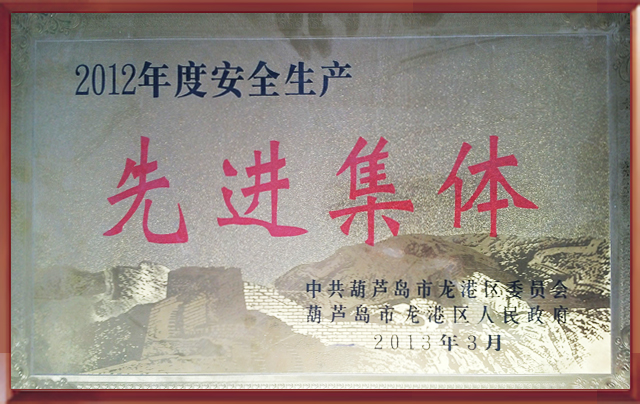 2012年度安全生产
先进集体
中共葫芦岛市龙港区委员会
葫芦岛市龙港区人民政府
2013年3月